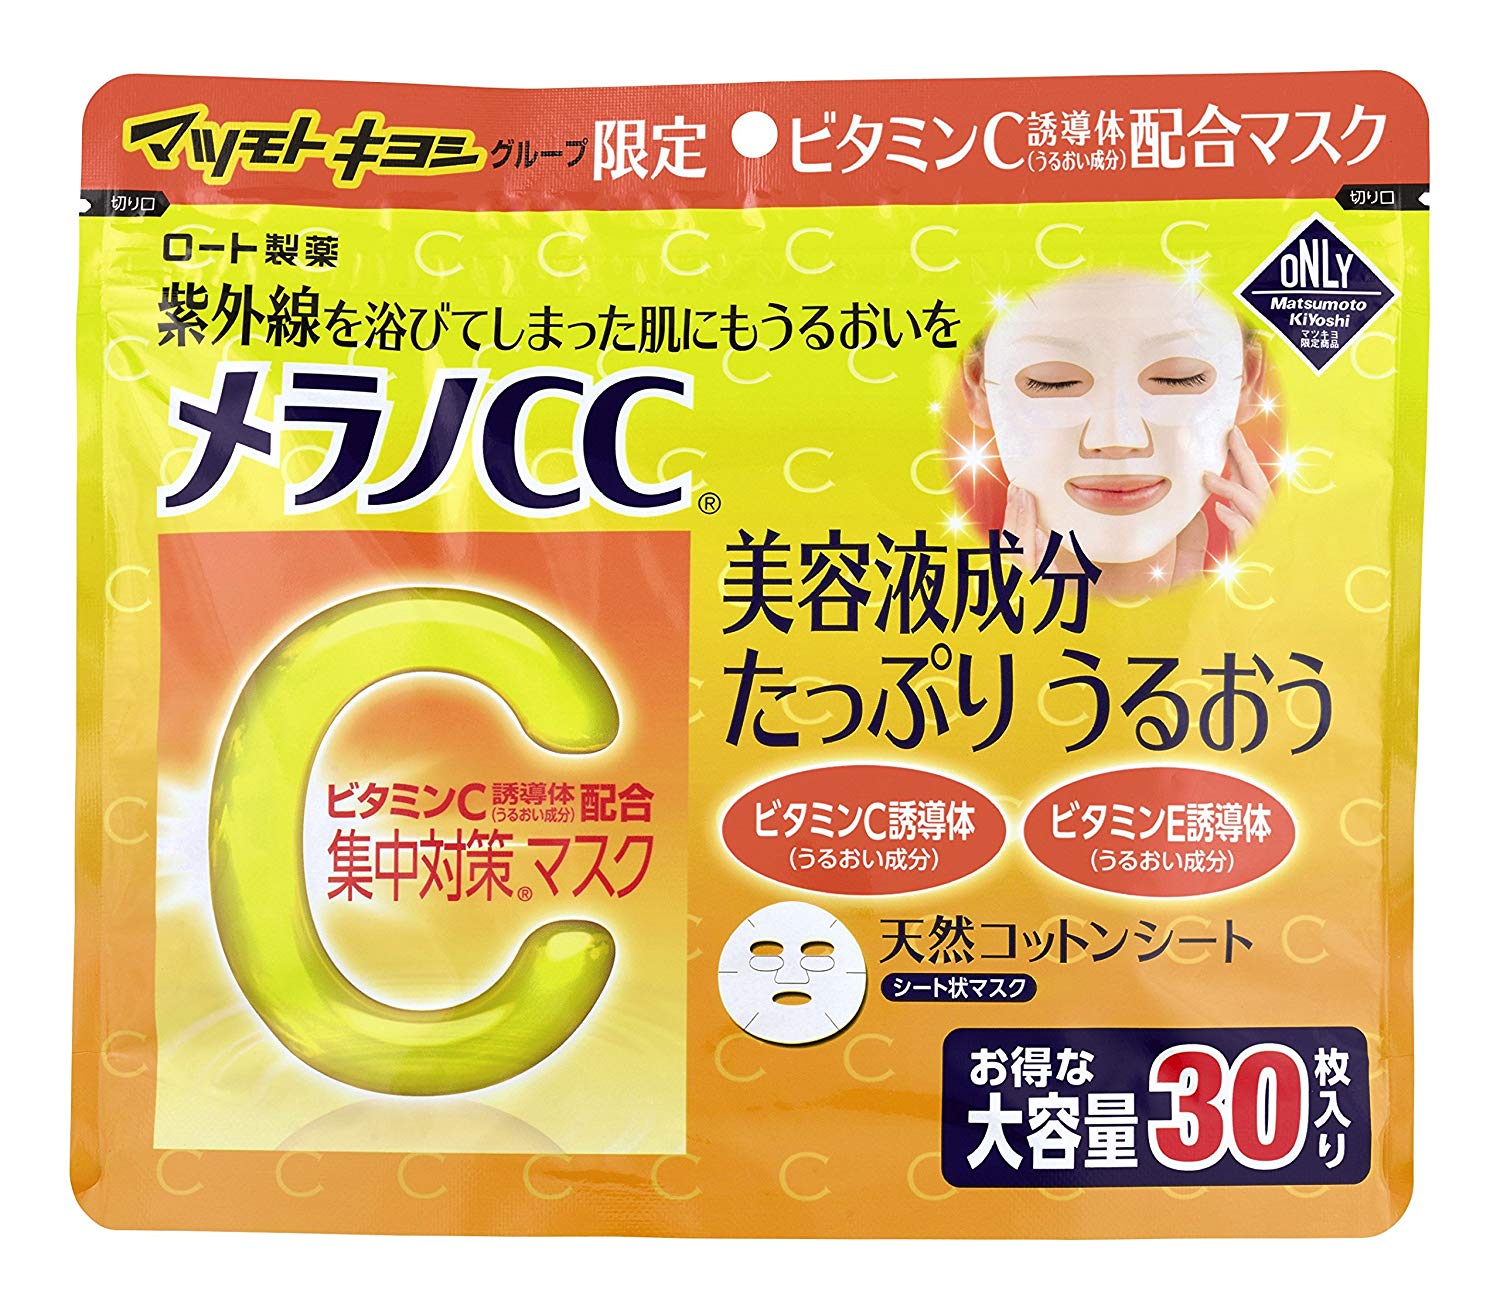 マツモトキヨシグループ限定 ビタミンC誘導体(うるおい成分)配合マスク
切り口
切り口
ロート製薬
紫外線を浴びてしまった肌にもうるおいを
メラノCC®
ONLY
Matsumoto
KiYoshi
マツキヨ
限定商品
美容液成分
たっぷり うるおう
ビタミンC誘導体(うるおい成分)配合
集中対策®マスク
ビタミンC誘導体
(うるおい成分)
ビタミンE誘導体
(うるおい成分)
天然コットンシート
シート状マスク
お得な
大容量30枚入り